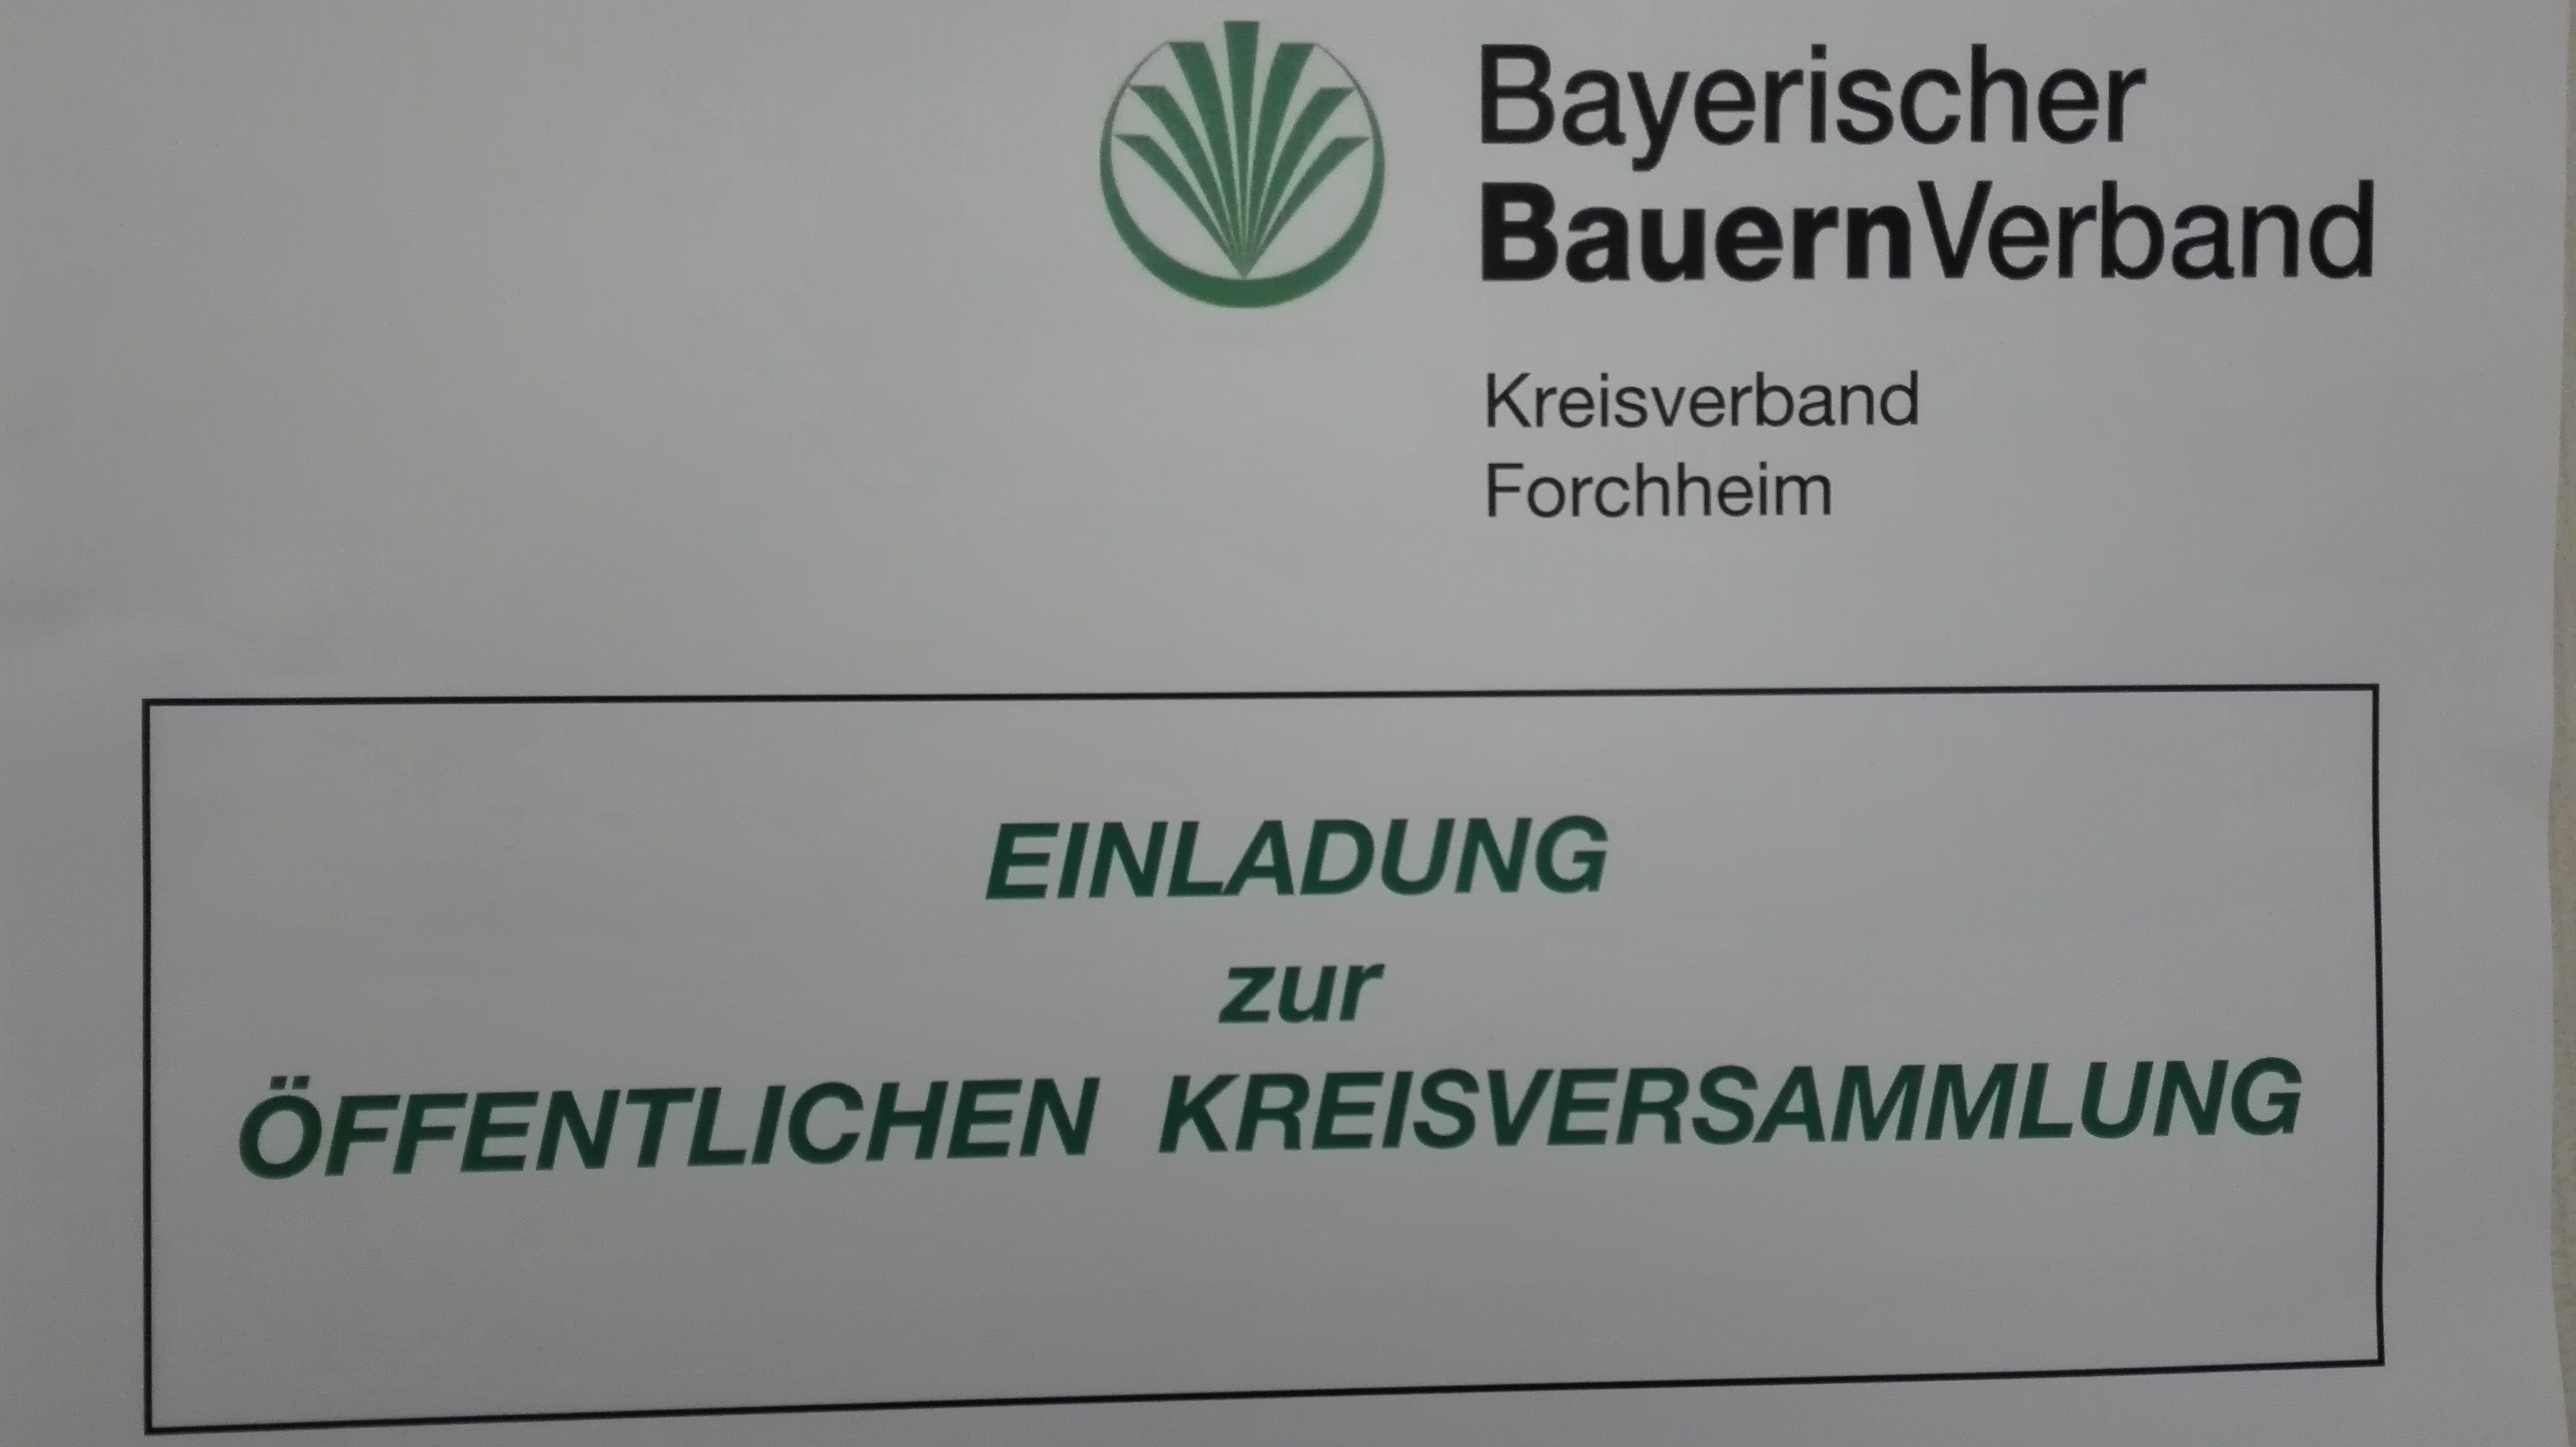 Bayerischer
BauernVerband
Kreisverband
Forchheim
EINLADUNG
zur
ÖFFENTLICHEN KREISVERSAMMLUNG